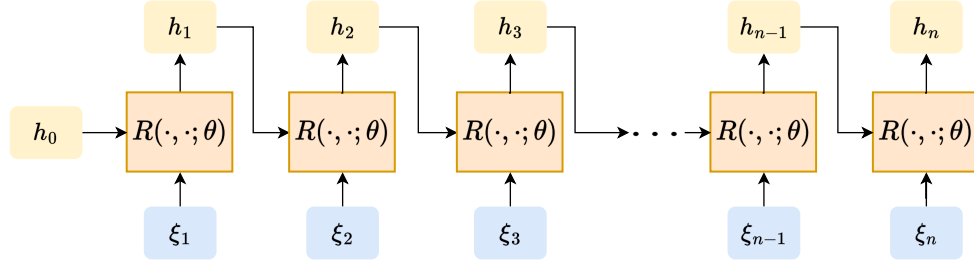 h₁ h₂ h₃ hₙ₋₁ hₙ
h₀ R(·, ·; θ) R(·, ·; θ) R(·, ·; θ) · · · R(·, ·; θ) R(·, ·; θ)
ξ₁ ξ₂ ξ₃ ξₙ₋₁ ξₙ